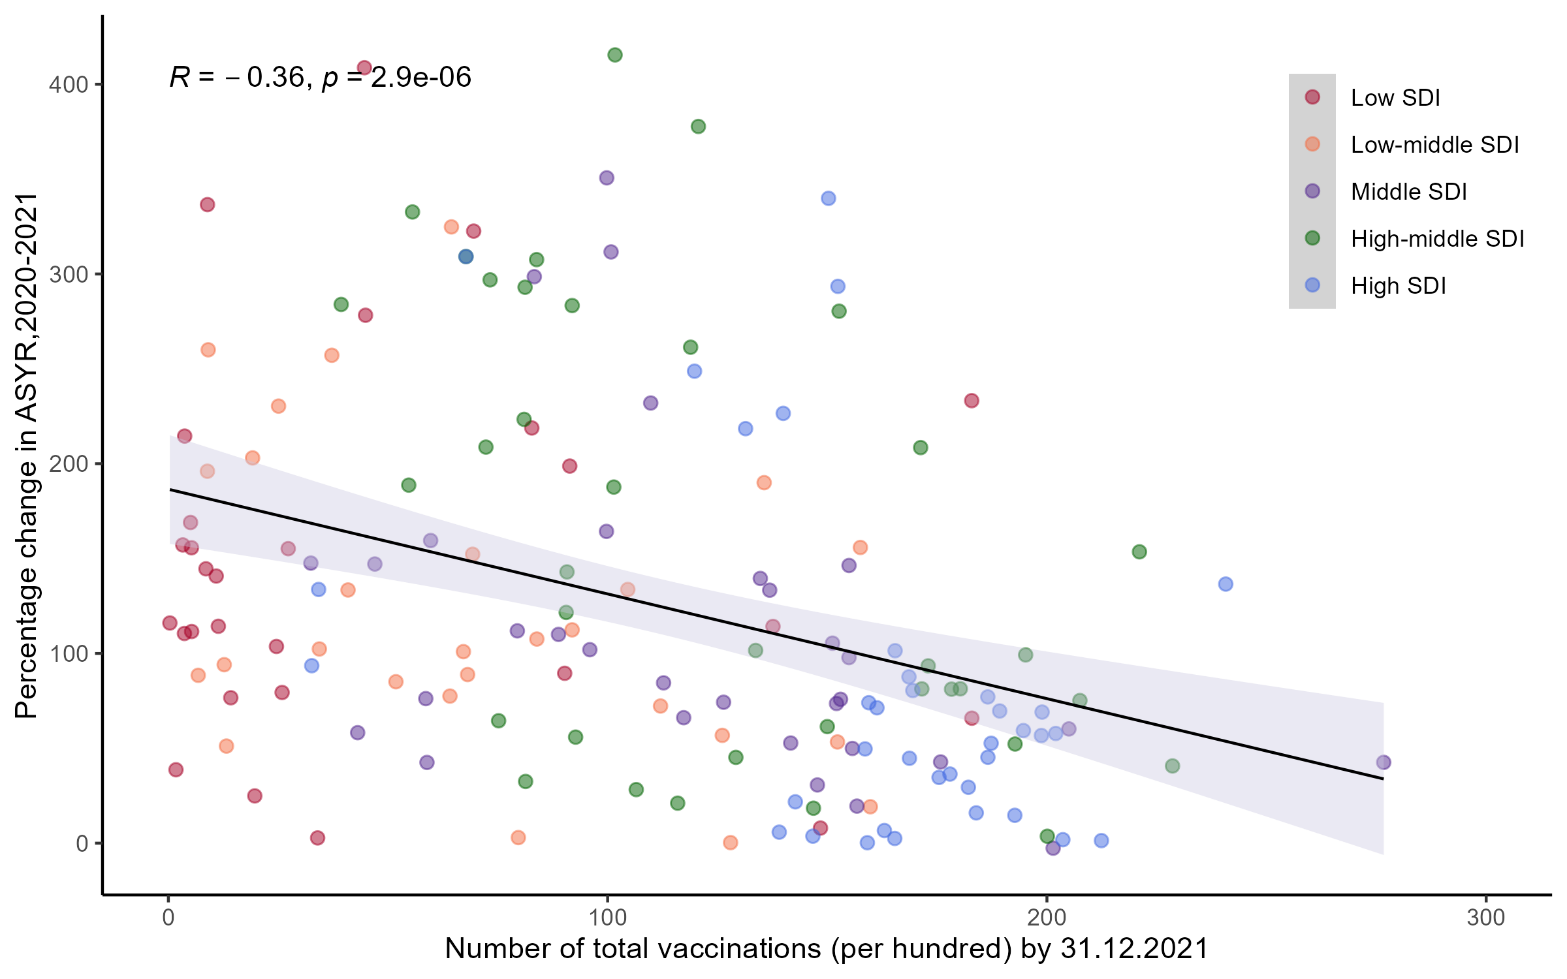 R = − 0.36, p = 2.9e-06
Low SDI
Low-middle SDI
Middle SDI
High-middle SDI
High SDI
Percentage change in ASYR,2020-2021
400
300
200
100
0
0 100 200 300
Number of total vaccinations (per hundred) by 31.12.2021